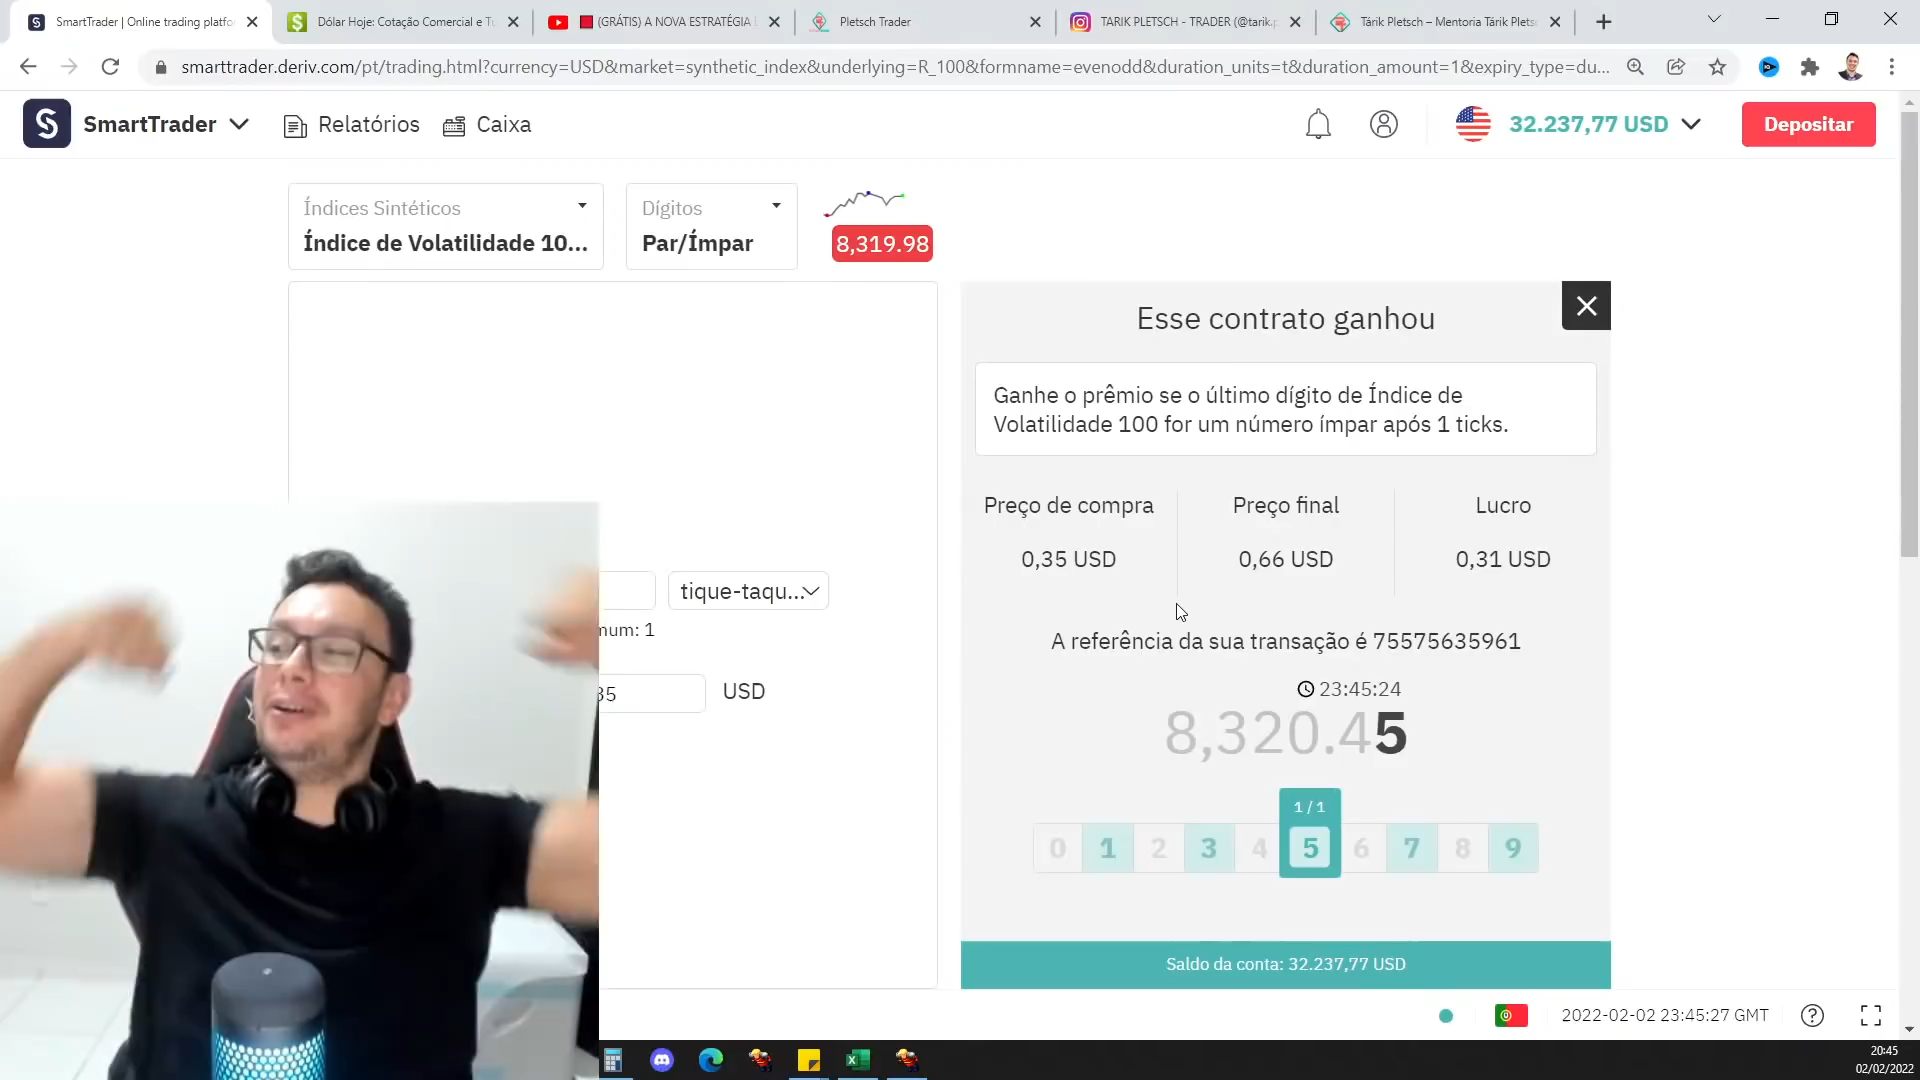 SmartTrader | Online trading platfo
Dólar Hoje: Cotação Comercial e Tu
(GRÁTIS) A NOVA ESTRATÉGIA
Pletsch Trader
TARIK PLETSCH - TRADER (@tarik.p
Tárik Pletsch – Mentoria Tárik Plets
smarttrader.deriv.com/pt/trading.html?currency=USD&market=synthetic_index&underlying=R_100&formname=evenodd&duration_units=t&duration_amount=1&expiry_type=du...
SmartTrader
Relatórios
Caixa
32.237,77 USD
Depositar
Índices Sintéticos
Índice de Volatilidade 10...
Dígitos
Par/Ímpar
8,319.98
Esse contrato ganhou
Ganhe o prêmio se o último dígito de Índice de
Volatilidade 100 for um número ímpar após 1 ticks.
Preço de compra
Preço final
Lucro
0,35 USD
0,66 USD
0,31 USD
tique-taqu...
num: 1
A referência da sua transação é 75575635961
35
USD
23:45:24
8,320.45
1 / 1
0 1 2 3 4 5 6 7 8 9
Saldo da conta: 32.237,77 USD
2022-02-02 23:45:27 GMT
20:45
02/02/2022